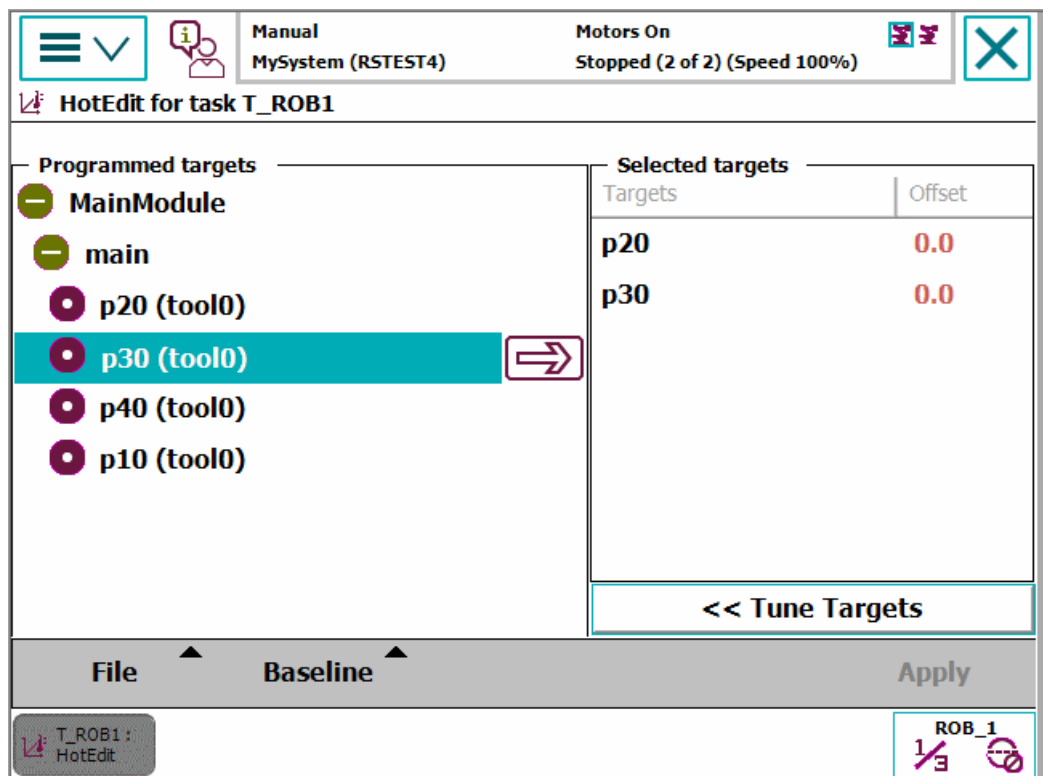 Manual
MySystem (RSTEST4)
Motors On
Stopped (2 of 2) (Speed 100%)
HotEdit for task T_ROB1
Programmed targets
MainModule
main
p20 (tool0)
p30 (tool0)
p40 (tool0)
p10 (tool0)
Selected targets
Targets Offset
p20 0.0
p30 0.0
<< Tune Targets
File Baseline Apply
T_ROB1 :
HotEdit
ROB_1
1/3